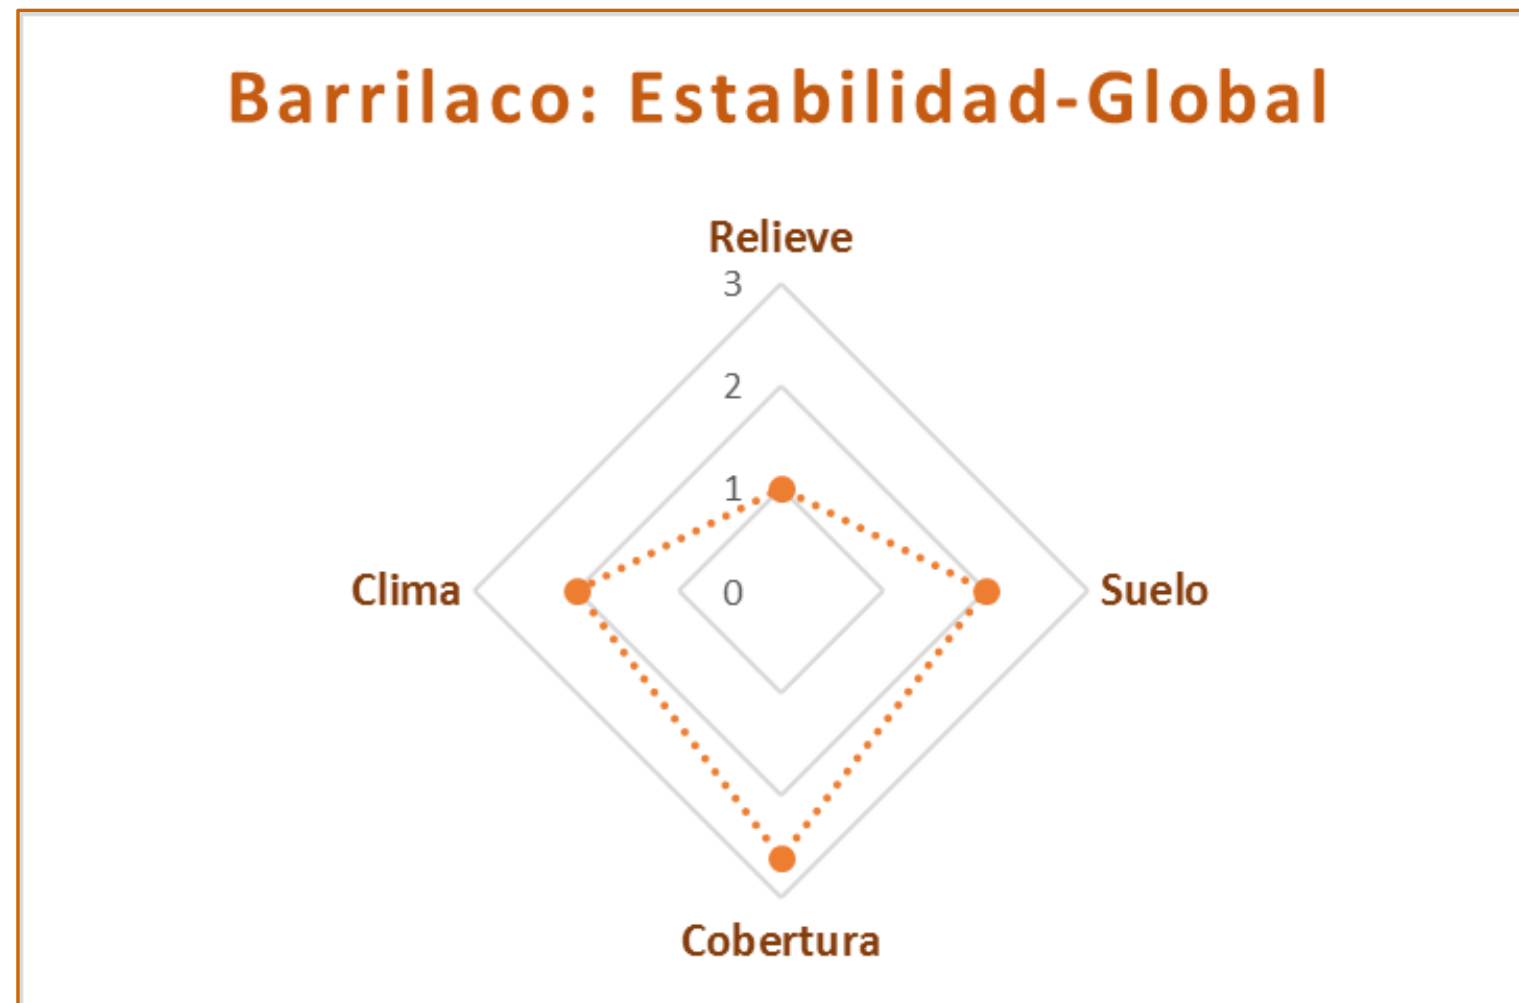 Barrilaco: Estabilidad-Global
Relieve
3
2
1
Clima
0
Suelo
Cobertura